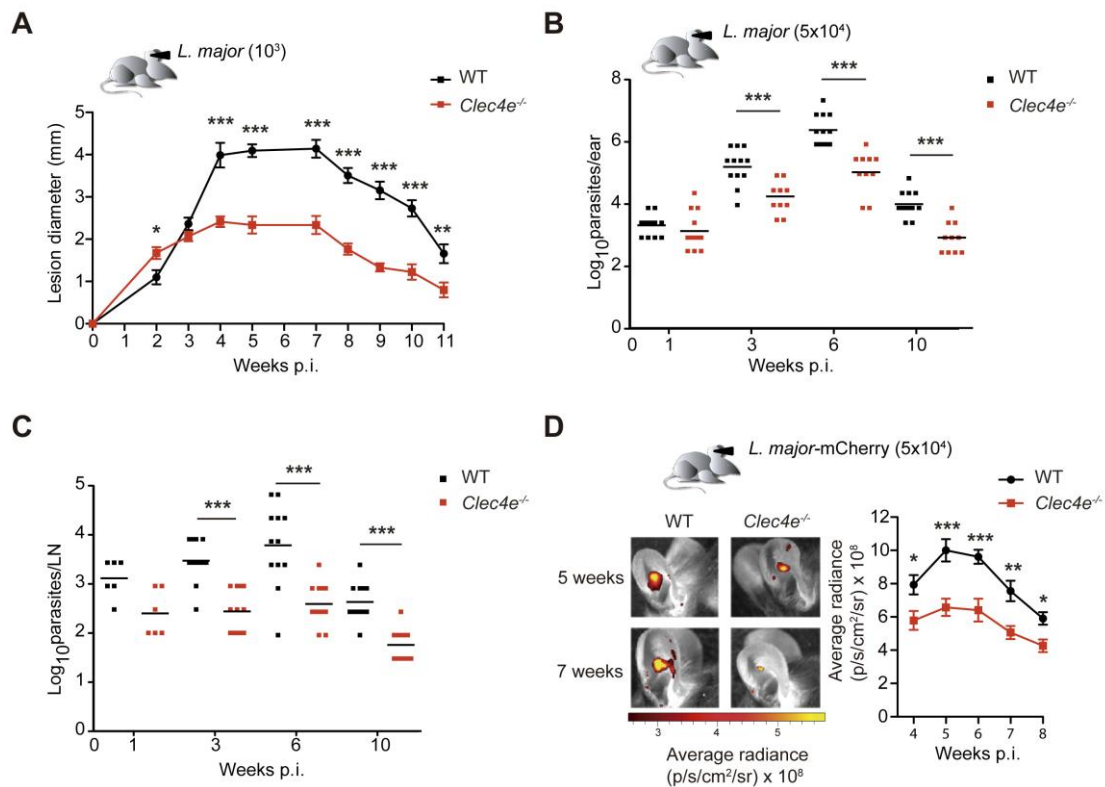 A
L. major (10³)
WT
Clec4e⁻/⁻
Lesion diameter (mm)
5
4
3
2
1
0
*
***
***
***
***
***
***
**
0 1 2 3 4 5 6 7 8 9 10 11
Weeks p.i.
B
L. major (5x10⁴)
WT
Clec4e⁻/⁻
Log₁₀parasites/ear
8
6
4
2
0
***
***
***
1 3 6 10
Weeks p.i.
C
WT
Clec4e⁻/⁻
Log₁₀parasites/LN
5
4
3
2
1
0
***
***
***
0 1 3 6 10
Weeks p.i.
D
L. major-mCherry (5x10⁴)
WT
Clec4e⁻/⁻
WT Clec4e⁻/⁻
5 weeks
7 weeks
3 4 5
Average radiance
(p/s/cm²/sr) x 10⁸
Average radiance
(p/s/cm²/sr) x 10⁸
12
10
8
6
4
2
0
*
***
***
**
*
4 5 6 7 8
Weeks p.i.